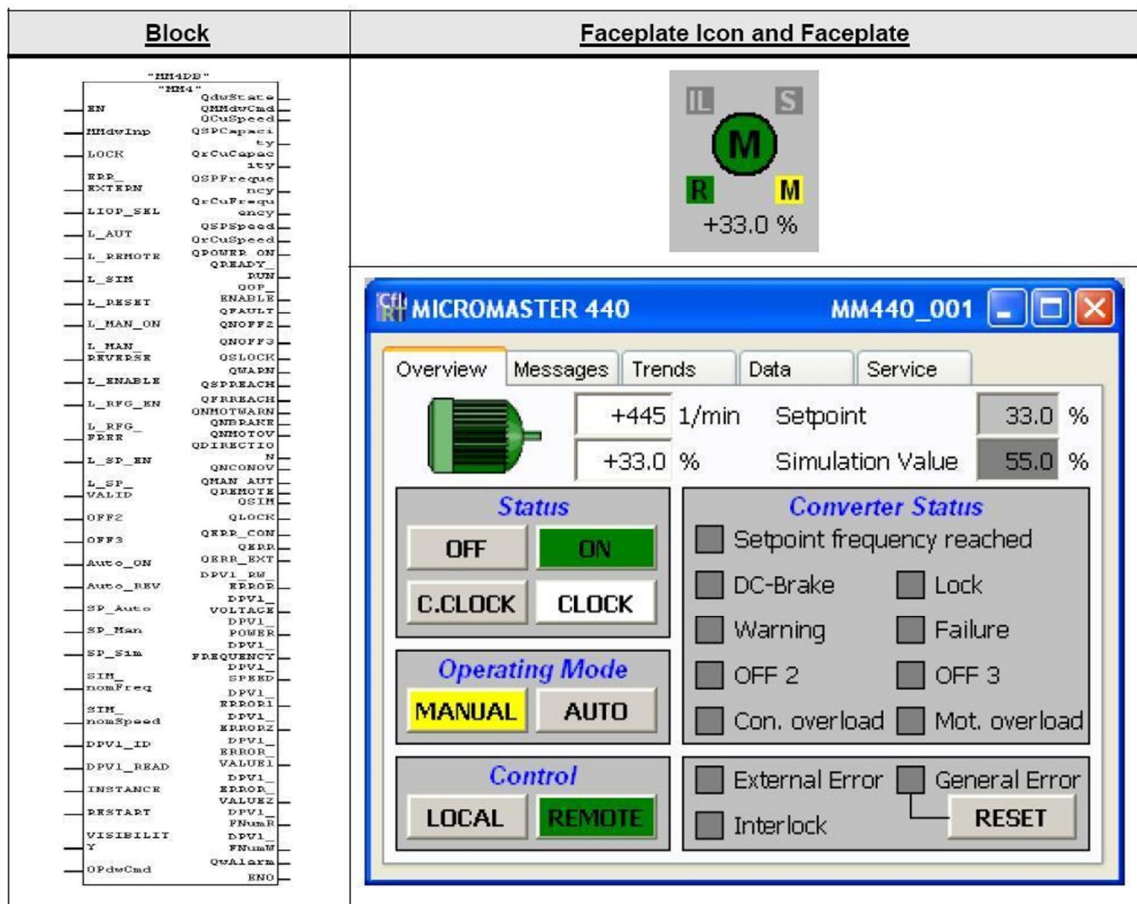 Block
Faceplate Icon and Faceplate
"MM4DB"
"MM4"
EN
MMdwInp
LOCK
ERR_
EXTERN
LIOP_SEL
L_AUT
L_REMOTE
L_SIM
L_RESET
L_MAN_ON
L_MAN_
REVERSE
L_ENABLE
L_RFG_EN
L_RFG_
FREE
L_SP_EN
L_SP_
VALID
OFF2
OFF3
Auto_ON
Auto_REV
SP_Auto
SP_Man
SP_Sim
SIM_
nomFreq
SIM_
nomSpeed
DPV1_ID
DPV1_READ
INSTANCE
RESTART
VISIBILIT
Y
OPdwCmd
QdwState
QMMdwCmd
QCuSpeed
QSPCapaci
ty
QrCuCapac
ity
QSPFreque
ncy
QrCuFrequ
ency
QSPSpeed
QrCuSpeed
QPOWER_ON
QREADY_
RUN
QOP_
ENABLE
QFAULT
QNOFF2
QNOFF3
QSLOCK
QWARN
QSPREACH
QFRREACH
QNMOTWARN
QNBRAKE
QNMOTOV
QDIRECTIO
N
QNCONOV
QMAN_AUT
QREMOTE
QSIM
QLOCK
QERR_CON
QERR
QERR_EXT
DPV1_RW_
ERROR
DPV1_
VOLTAGE
DPV1_
POWER
DPV1_
FREQUENCY
DPV1_
SPEED
DPV1_
ERROR1
DPV1_
ERROR2
DPV1_
ERROR_
VALUE1
DPV1_
ERROR_
VALUE2
DPV1_
PNumR
DPV1_
PNumW
QwAlarm
ENO
IL S
M
R M
+33.0 %
MICROMASTER 440 MM440_001
Overview Messages Trends Data Service
+445 1/min Setpoint 33.0 %
+33.0 % Simulation Value 55.0 %
Status
OFF ON
C.CLOCK CLOCK
Operating Mode
MANUAL AUTO
Control
LOCAL REMOTE
Converter Status
Setpoint frequency reached
DC-Brake Lock
Warning Failure
OFF 2 OFF 3
Con. overload Mot. overload
External Error General Error
Interlock RESET